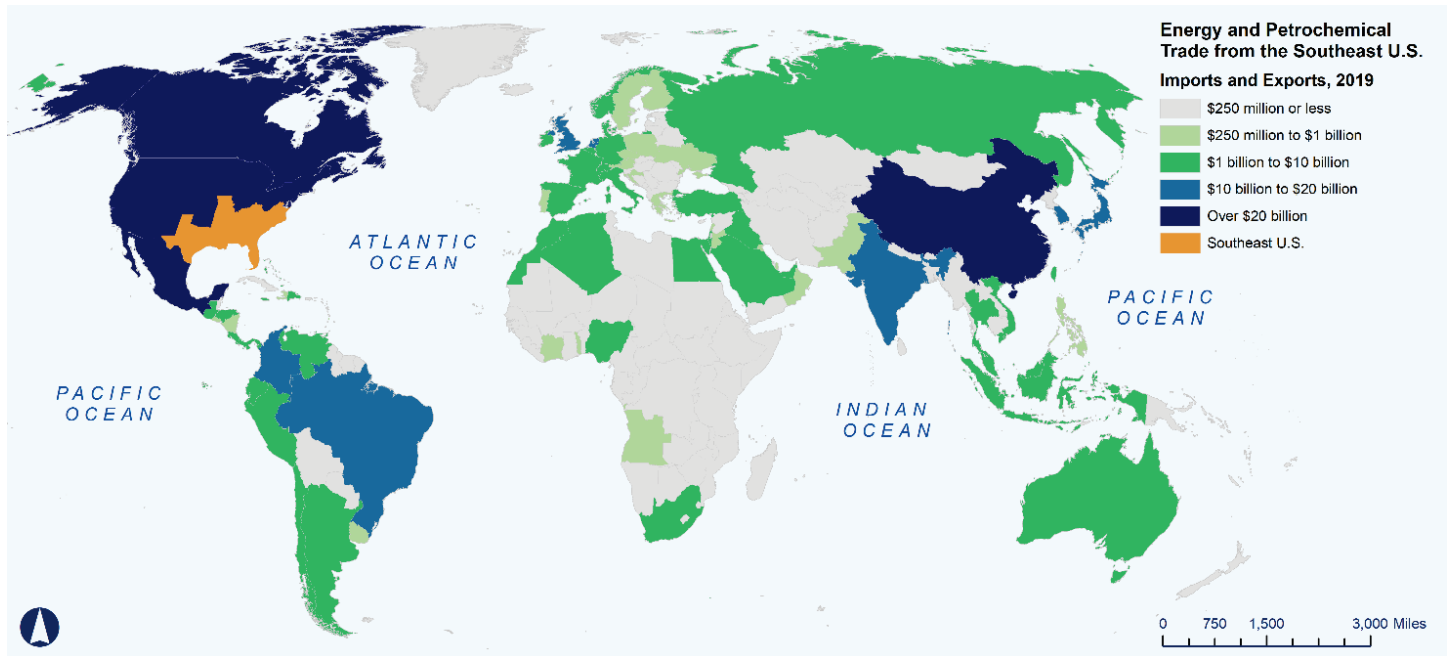 Energy and Petrochemical
Trade from the Southeast U.S.
Imports and Exports, 2019
$250 million or less
$250 million to $1 billion
$1 billion to $10 billion
$10 billion to $20 billion
Over $20 billion
Southeast U.S.
ATLANTIC
OCEAN
PACIFIC
OCEAN
PACIFIC
OCEAN
INDIAN
OCEAN
0 750 1,500 3,000 Miles